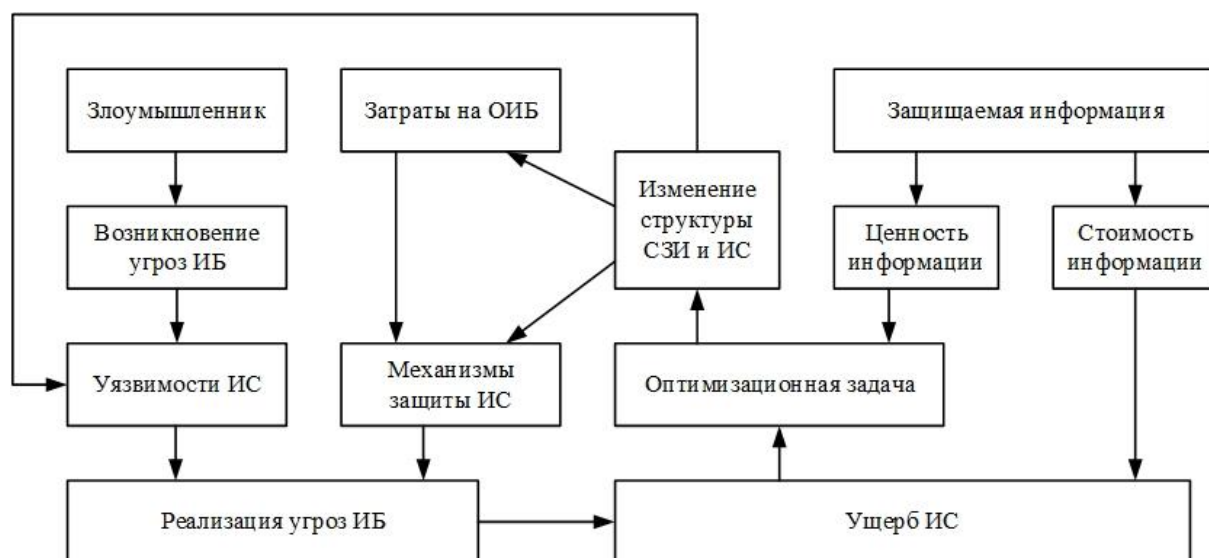 Злоумышленник
Затраты на ОИБ
Защищаемая информация
Возникновение
угроз ИБ
Изменение
структуры
СЗИ и ИС
Ценность
информации
Стоимость
информации
Уязвимости ИС
Механизмы
защиты ИС
Оптимизационная задача
Реализация угроз ИБ
Ущерб ИС